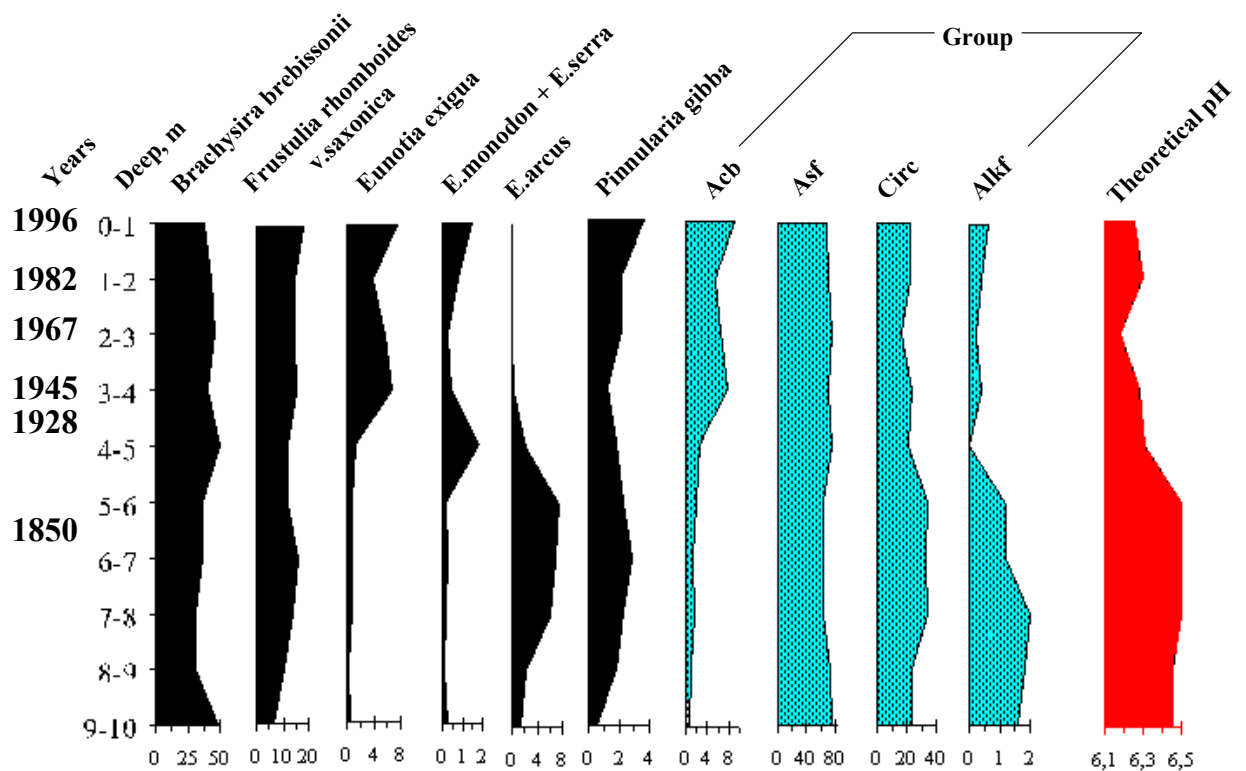 Group
Years
Deep, m
Brachysira brebissonii
Frustulia rhomboides
v.saxonica
Eunotia exigua
E.monodon + E.serra
E.arcus
Pinnularia gibba
Acb
Asf
Circ
Alkf
Theoretical pH
1996 0-1
1982 1-2
1967 2-3
1945 3-4
1928
4-5
5-6
1850
6-7
7-8
8-9
9-10
0 25 50 0 10 20 0 4 8 0 1 2 0 4 8 0 2 4 0 4 8 0 40 80 0 20 40 0 2 6,1 6,3 6,5